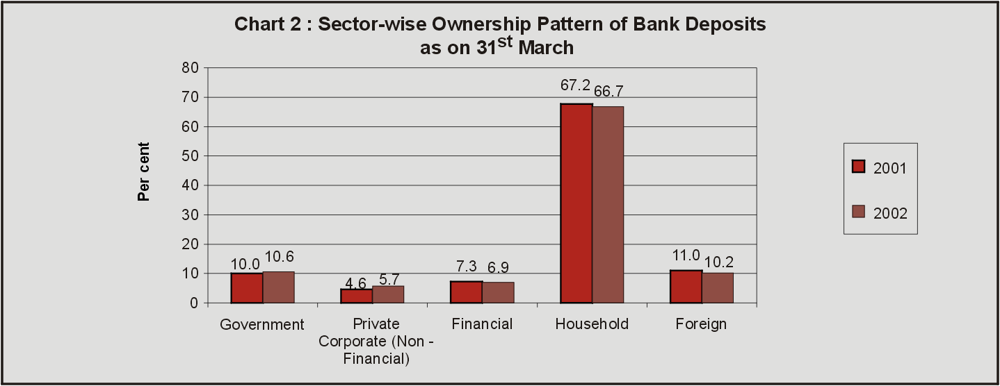 Chart 2 : Sector-wise Ownership Pattern of Bank Deposits
as on 31st March
80
70
60
50
40
30
20
10
0
Per cent
10.0 10.6
4.6 5.7
7.3 6.9
67.2 66.7
11.0 10.2
Government
Private
Corporate (Non -
Financial)
Financial
Household
Foreign
2001
2002